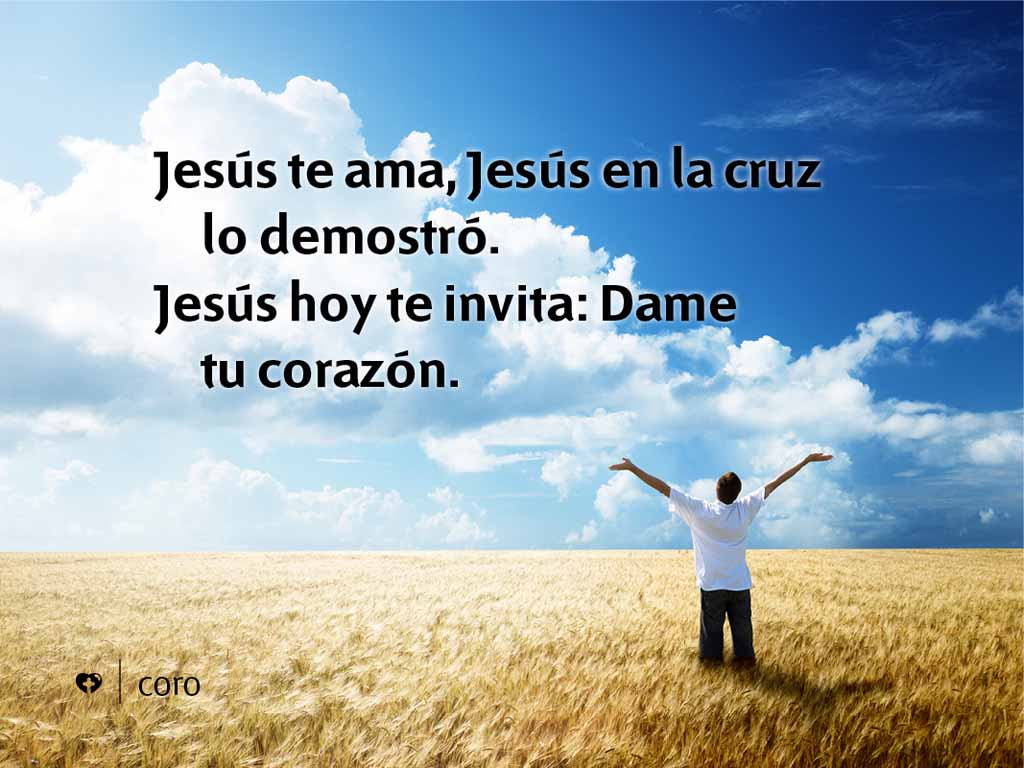 Jesús te ama, Jesús en la cruz
lo demostró.
Jesús hoy te invita: Dame
tu corazón.
coro